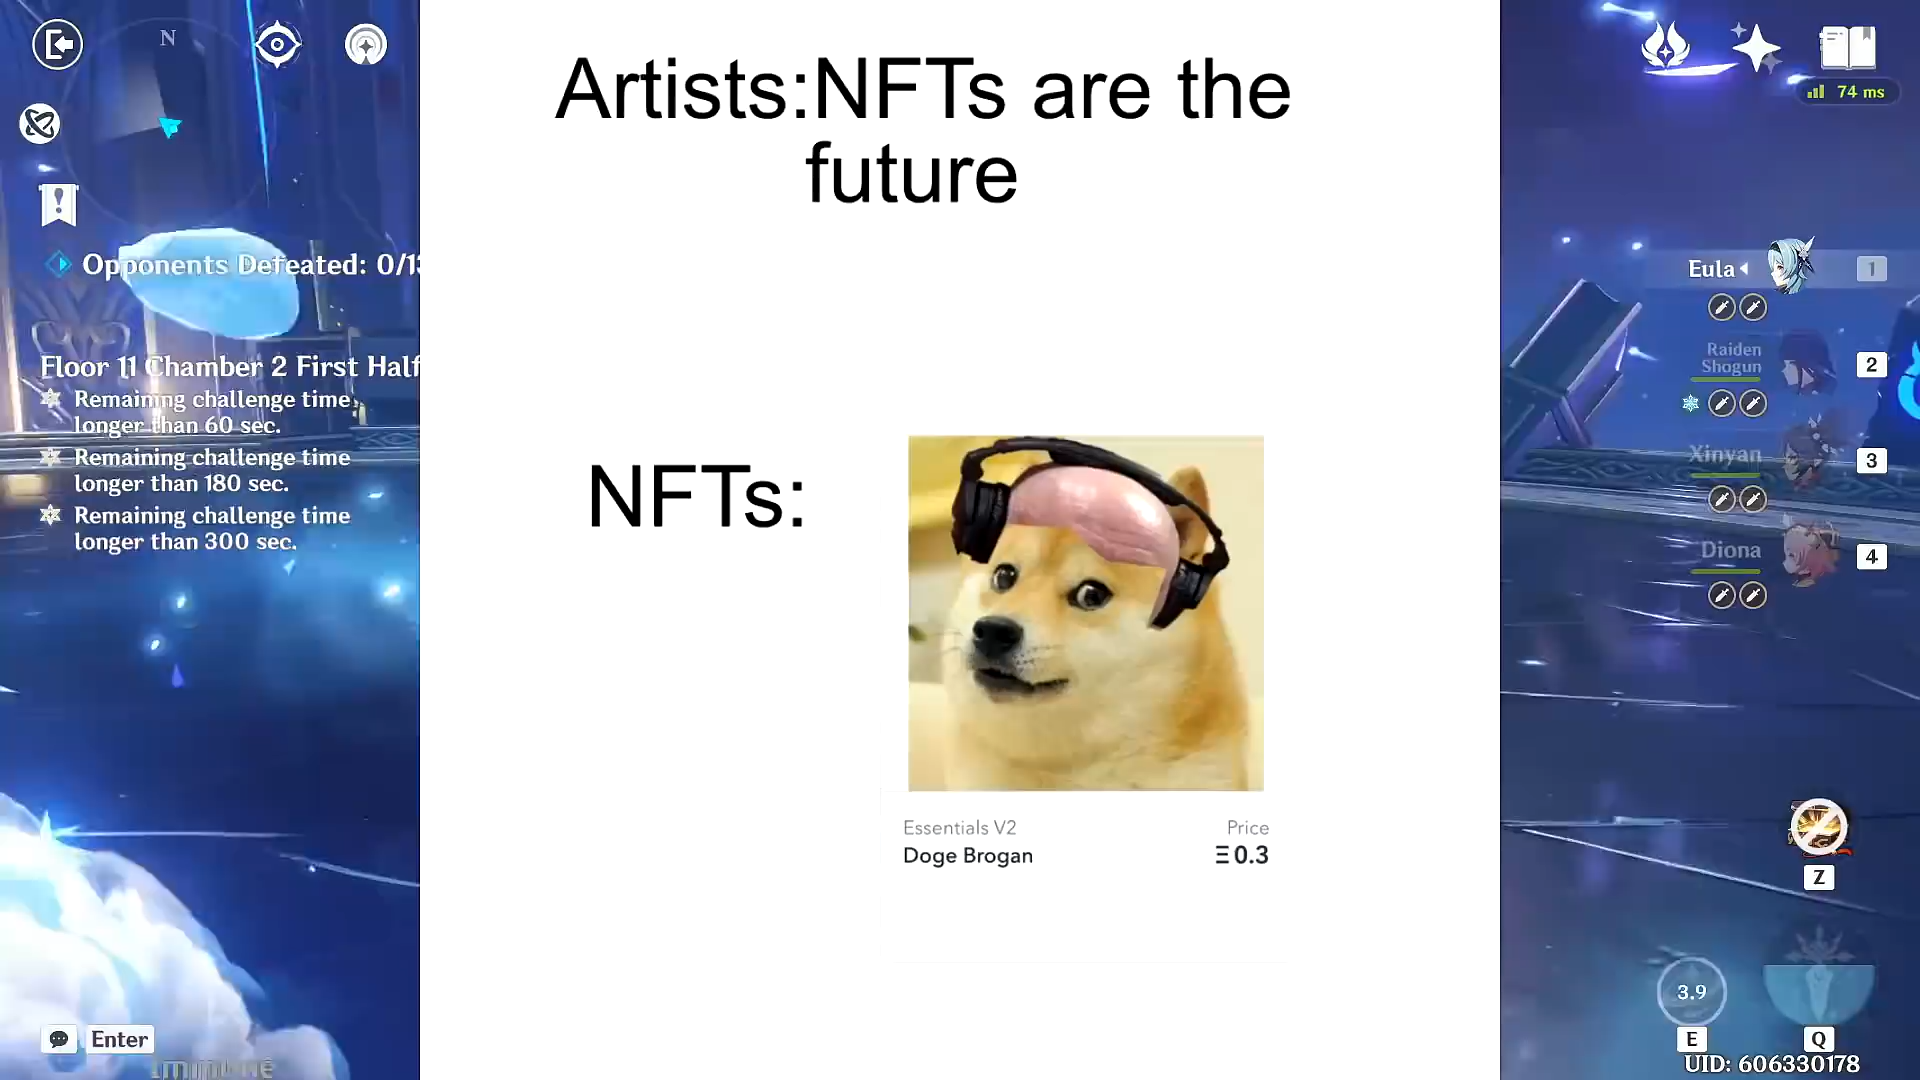 N
74 ms
Artists:NFTs are the
future
Opponents Defeated: 0/13
Floor 11 Chamber 2 First Half
Remaining challenge time
longer than 60 sec.
Remaining challenge time
longer than 180 sec.
Remaining challenge time
longer than 300 sec.
NFTs:
Essentials V2
Price
Doge Brogan
Ξ 0.3
Eula
1
Raiden
Shogun
2
Xinyan
3
Diona
4
Z
3.9
E
Q
Enter
Immune
UID: 606330178